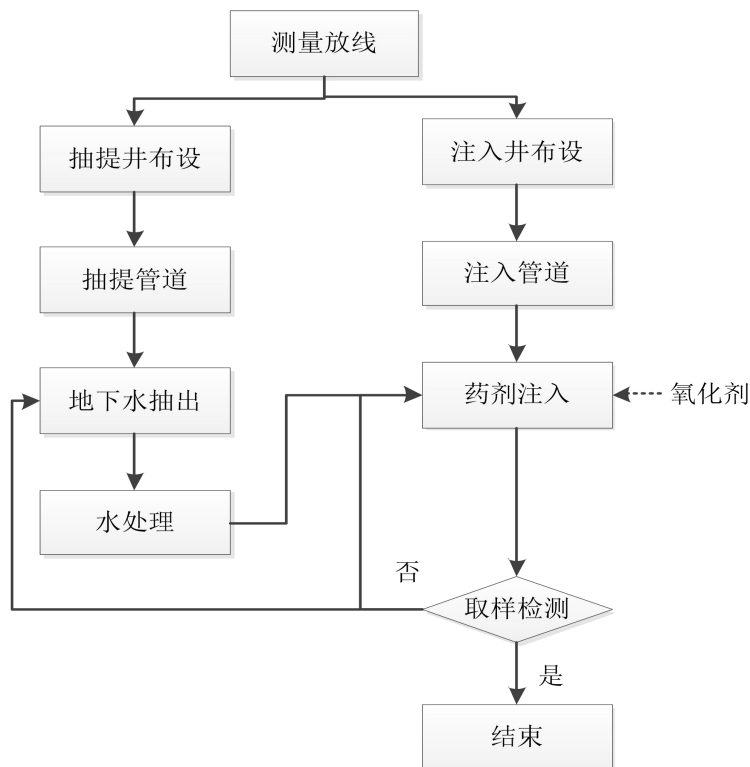 测量放线
抽提井布设
注入井布设
抽提管道
注入管道
地下水抽出
药剂注入
氧化剂
水处理
否
取样检测
是
结束